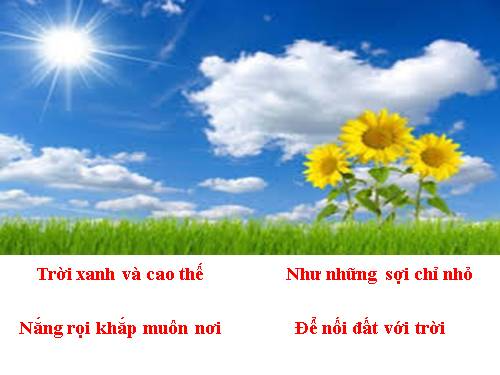 Trời xanh và cao thế
Nắng rọi khắp muôn nơi
Như những sợi chỉ nhỏ
Để nối đất với trời